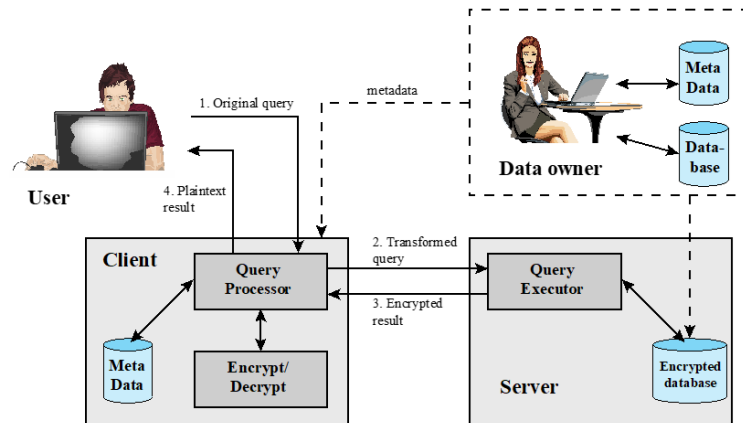 Meta
Data
metadata
1. Original query
Data-
base
Data owner
4. Plaintext
result
User
Client
2. Transformed
query
Query
Processor
Query
Executor
3. Encrypted
result
Meta
Data
Encrypt/
Decrypt
Encrypted
database
Server